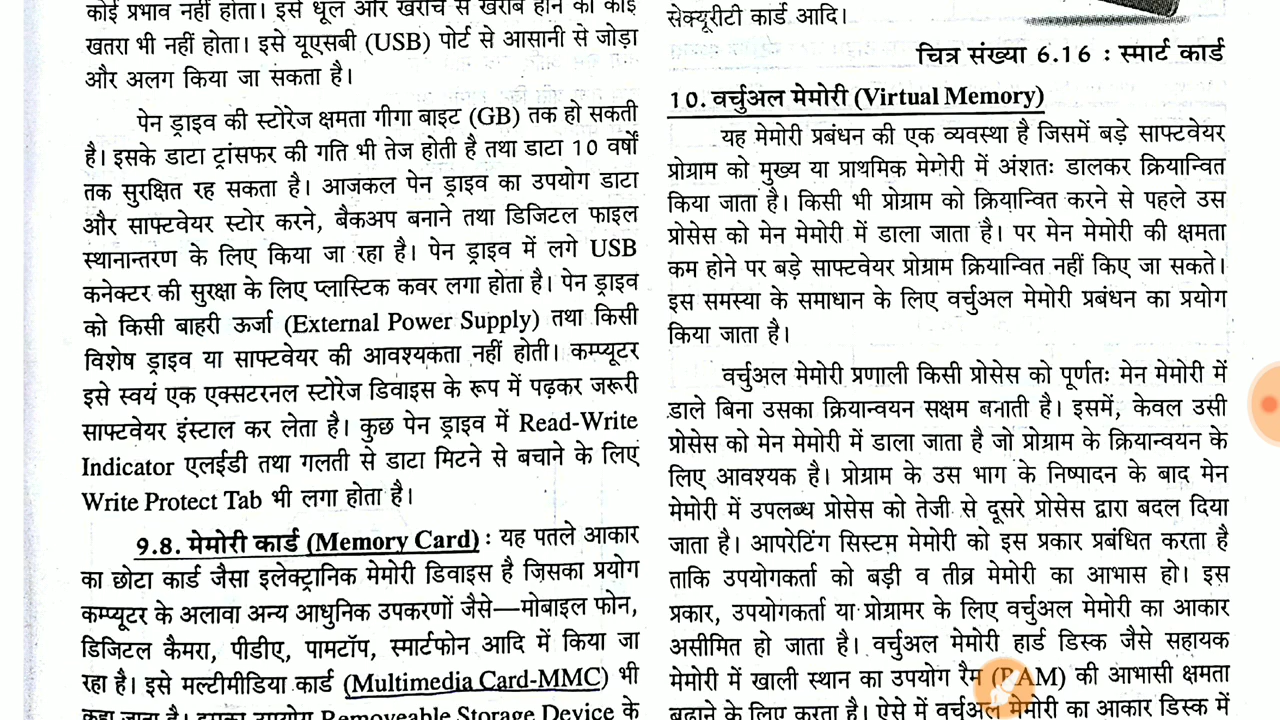 कोई प्रभाव नहीं होता। इसे धूल और खरोंच से खराब होने का कोई
खतरा भी नहीं होता। इसे यूएसबी (USB) पोर्ट से आसानी से जोड़ा
और अलग किया जा सकता है।
पेन ड्राइव की स्टोरेज क्षमता गीगा बाइट (GB) तक हो सकती
है। इसके डाटा ट्रांसफर की गति भी तेज होती है तथा डाटा 10 वर्षों
तक सुरक्षित रह सकता है। आजकल पेन ड्राइव का उपयोग डाटा
और साफ्टवेयर स्टोर करने, बैकअप बनाने तथा डिजिटल फाइल
स्थानान्तरण के लिए किया जा रहा है। पेन ड्राइव में लगे USB
कनेक्टर की सुरक्षा के लिए प्लास्टिक कवर लगा होता है। पेन ड्राइव
को किसी बाहरी ऊर्जा (External Power Supply) तथा किसी
विशेष ड्राइव या साफ्टवेयर की आवश्यकता नहीं होती। कम्प्यूटर
इसे स्वयं एक एक्सटरनल स्टोरेज डिवाइस के रूप में पढ़कर जरूरी
साफ्टवेयर इंस्टाल कर लेता है। कुछ पेन ड्राइव में Read-Write
Indicator एलईडी तथा गलती से डाटा मिटने से बचाने के लिए
Write Protect Tab भी लगा होता है।
9.8. मेमोरी कार्ड (Memory Card) : यह पतले आकार
का छोटा कार्ड जैसा इलेक्ट्रानिक मेमोरी डिवाइस है जिसका प्रयोग
कम्प्यूटर के अलावा अन्य आधुनिक उपकरणों जैसे—मोबाइल फोन,
डिजिटल कैमरा, पीडीए, पामटॉप, स्मार्टफोन आदि में किया जा
रहा है। इसे मल्टीमीडिया कार्ड (Multimedia Card-MMC) भी
कहा जाता है। इसका उपयोग Removeable Storage Device के
सेक्यूरीटी कार्ड आदि।
चित्र संख्या 6.16 : स्मार्ट कार्ड
10. वर्चुअल मेमोरी (Virtual Memory)
यह मेमोरी प्रबंधन की एक व्यवस्था है जिसमें बड़े साफ्टवेयर
प्रोग्राम को मुख्य या प्राथमिक मेमोरी में अंशतः डालकर क्रियान्वित
किया जाता है। किसी भी प्रोग्राम को क्रियान्वित करने से पहले उस
प्रोसेस को मेन मेमोरी में डाला जाता है। पर मेन मेमोरी की क्षमता
कम होने पर बड़े साफ्टवेयर प्रोग्राम क्रियान्वित नहीं किए जा सकते।
इस समस्या के समाधान के लिए वर्चुअल मेमोरी प्रबंधन का प्रयोग
किया जाता है।
वर्चुअल मेमोरी प्रणाली किसी प्रोसेस को पूर्णतः मेन मेमोरी में
डाले बिना उसका क्रियान्वयन सक्षम बनाती है। इसमें, केवल उसी
प्रोसेस को मेन मेमोरी में डाला जाता है जो प्रोग्राम के क्रियान्वयन के
लिए आवश्यक है। प्रोग्राम के उस भाग के निष्पादन के बाद मेन
मेमोरी में उपलब्ध प्रोसेस को तेजी से दूसरे प्रोसेस द्वारा बदल दिया
जाता है। आपरेटिंग सिस्टम मेमोरी को इस प्रकार प्रबंधित करता है
ताकि उपयोगकर्ता को बड़ी व तीव्र मेमोरी का आभास हो। इस
प्रकार, उपयोगकर्ता या प्रोग्रामर के लिए वर्चुअल मेमोरी का आकार
असीमित हो जाता है। वर्चुअल मेमोरी हार्ड डिस्क जैसे सहायक
मेमोरी में खाली स्थान का उपयोग रैम (RAM) की आभासी क्षमता
बढ़ाने के लिए करता है। ऐसे में वर्चुअल मेमोरी का आकार डिस्क में